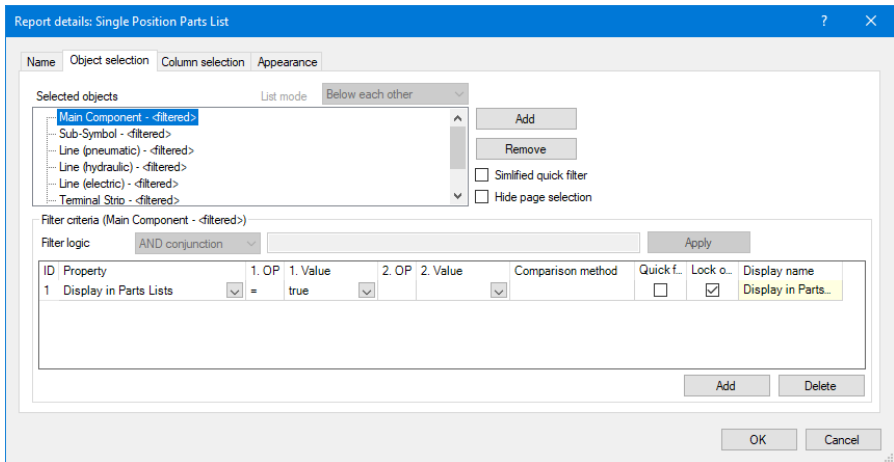 Report details: Single Position Parts List
Name Object selection Column selection Appearance
Selected objects List mode Below each other
Main Component - <filtered>
Sub-Symbol - <filtered>
Line (pneumatic) - <filtered>
Line (hydraulic) - <filtered>
Line (electric) - <filtered>
Terminal Strip - <filtered>
Add
Remove
Simlified quick filter
Hide page selection
Filter criteria (Main Component - <filtered>)
Filter logic AND conjunction Apply
ID Property 1. OP 1. Value 2. OP 2. Value Comparison method Quick f... Lock o... Display name
1 Display in Parts Lists = true Display in Parts...
Add Delete
OK Cancel